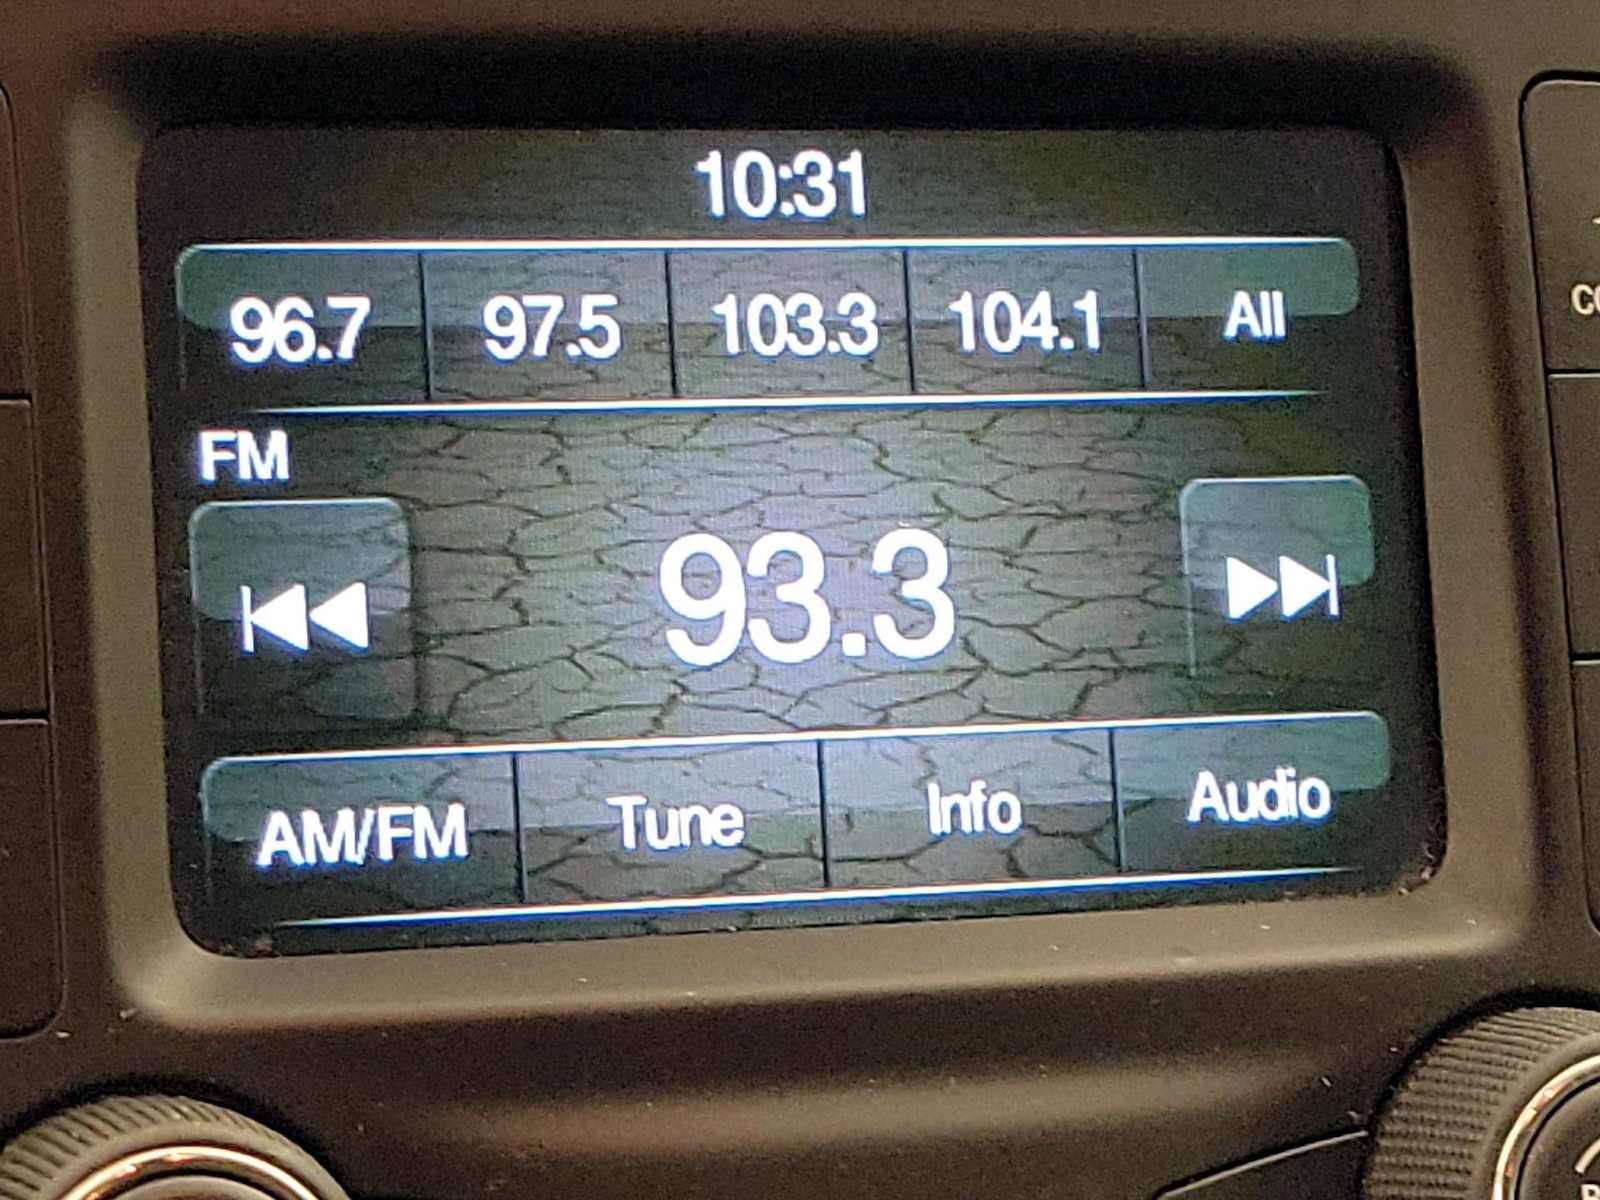 10:31
96.7 97.5 103.3 104.1 All
FM
93.3
AM/FM Tune Info Audio